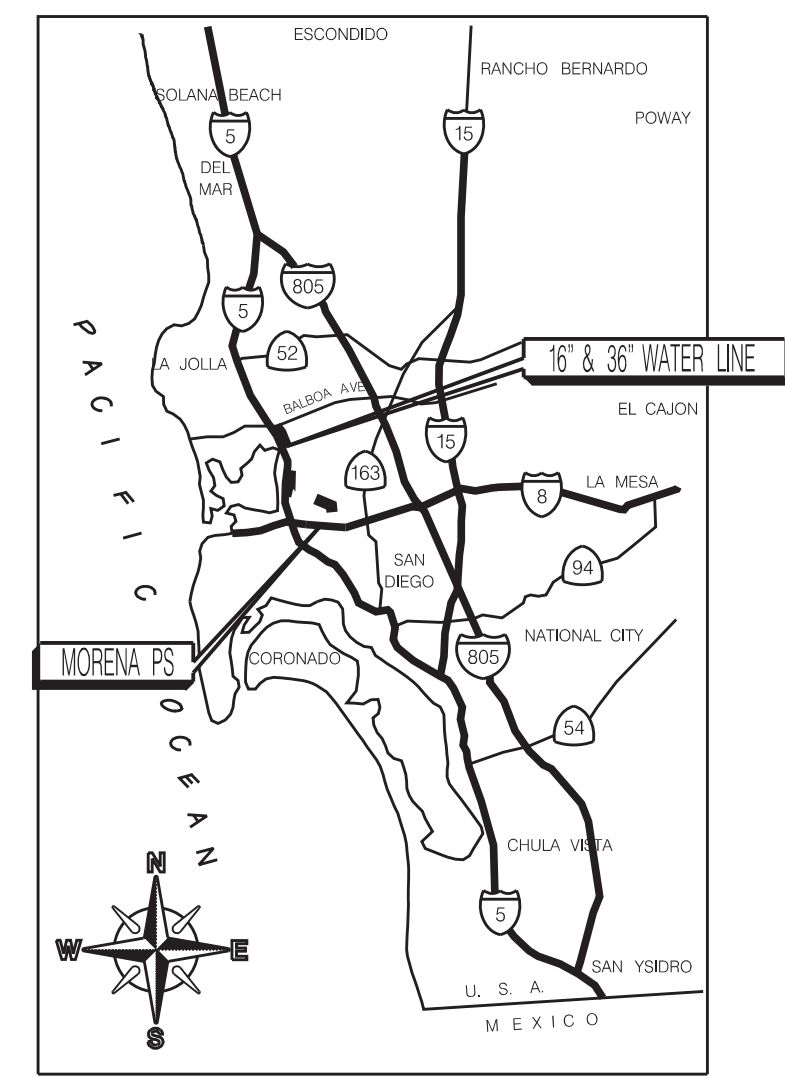 ESCONDIDO
RANCHO BERNARDO
SOLANA BEACH
POWAY
5
15
DEL
MAR
805
5
PACIFIC OCEAN
52
16” & 36” WATER LINE
LA JOLLA
BALBOA AVE
EL CAJON
15
163
LA MESA
8
SAN
DIEGO
94
NATIONAL CITY
MORENA PS
CORONADO
805
54
CHULA VISTA
N
W
E
S
5
SAN YSIDRO
U. S. A.
MEXICO